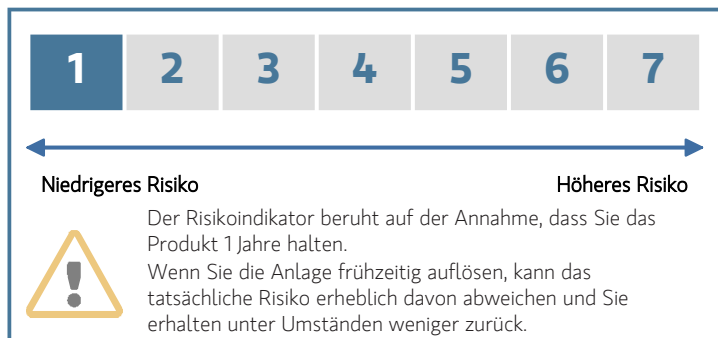 1 2 3 4 5 6 7
Niedrigeres Risiko Höheres Risiko
Der Risikoindikator beruht auf der Annahme, dass Sie das
Produkt 1 Jahre halten.
Wenn Sie die Anlage frühzeitig auflösen, kann das
tatsächliche Risiko erheblich davon abweichen und Sie
erhalten unter Umständen weniger zurück.